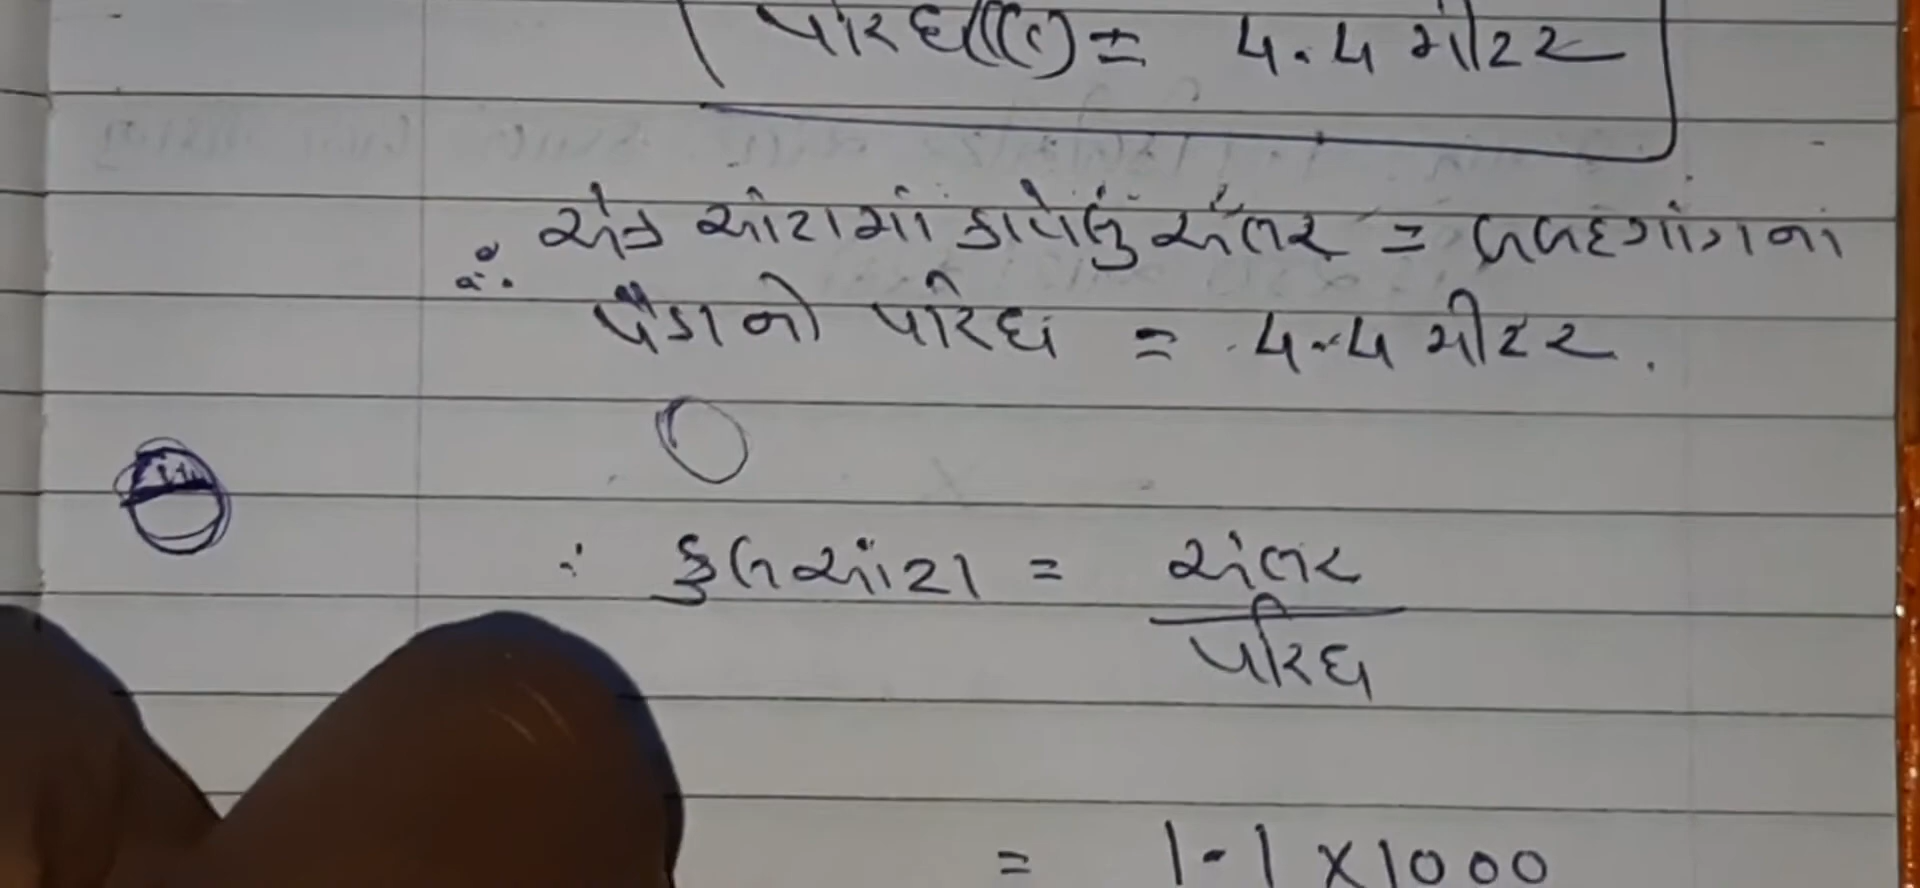 પરિઘ(C) = 4.4 મીટર
∴ એક આંટામાં કાપેલું અંતર = બળદગાડાના
પૈડાનો પરિઘ = 4.4 મીટર.
∴ કુલ આંટા = અંતર
પરિઘ
= 1.1 × 1000